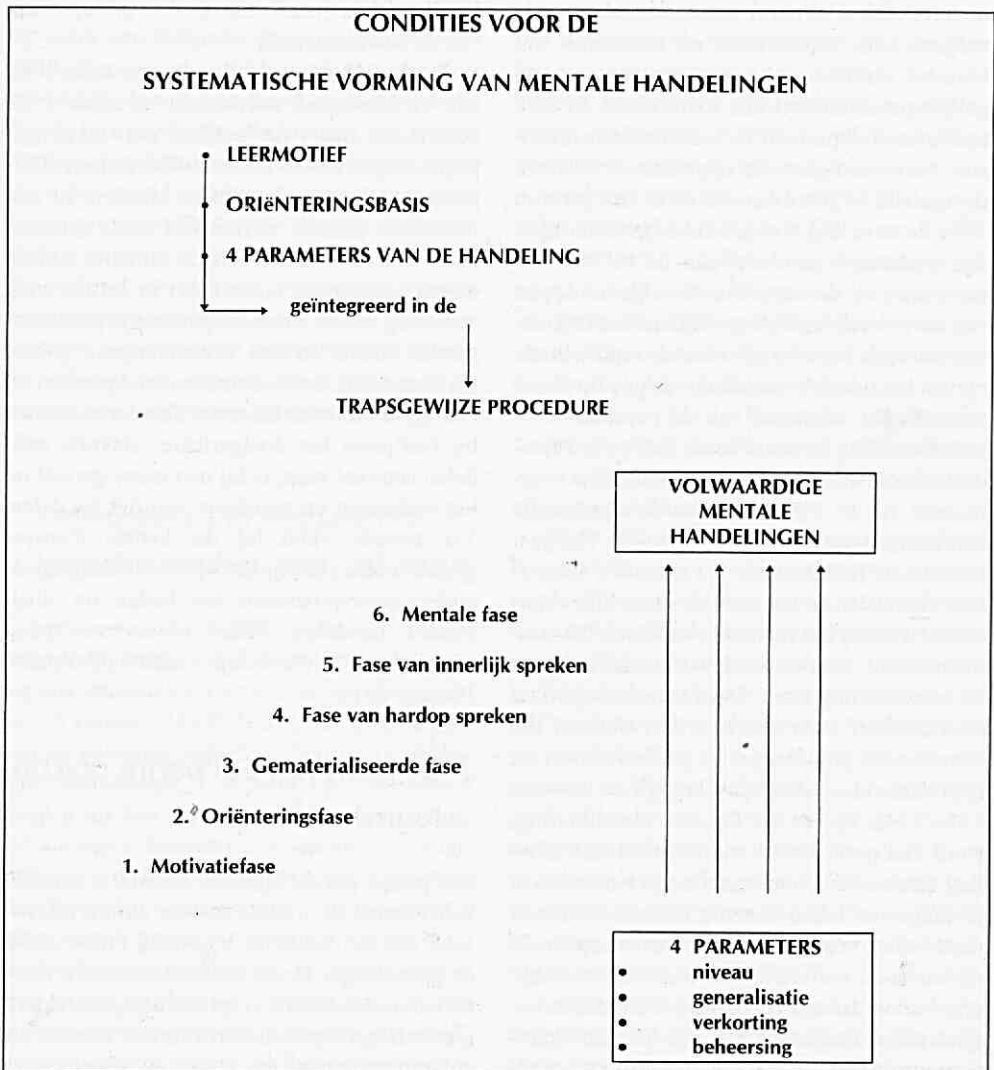 CONDITIES VOOR DE
SYSTEMATISCHE VORMING VAN MENTALE HANDELINGEN
• LEERMOTIEF
• ORIëNTERINGSBASIS
• 4 PARAMETERS VAN DE HANDELING
geïntegreerd in de
TRAPSGEWIJZE PROCEDURE
VOLWAARDIGE
MENTALE
HANDELINGEN
6. Mentale fase
5. Fase van innerlijk spreken
4. Fase van hardop spreken
3. Gematerialiseerde fase
2. Oriënteringsfase
1. Motivatiefase
4 PARAMETERS
• niveau
• generalisatie
• verkorting
• beheersing